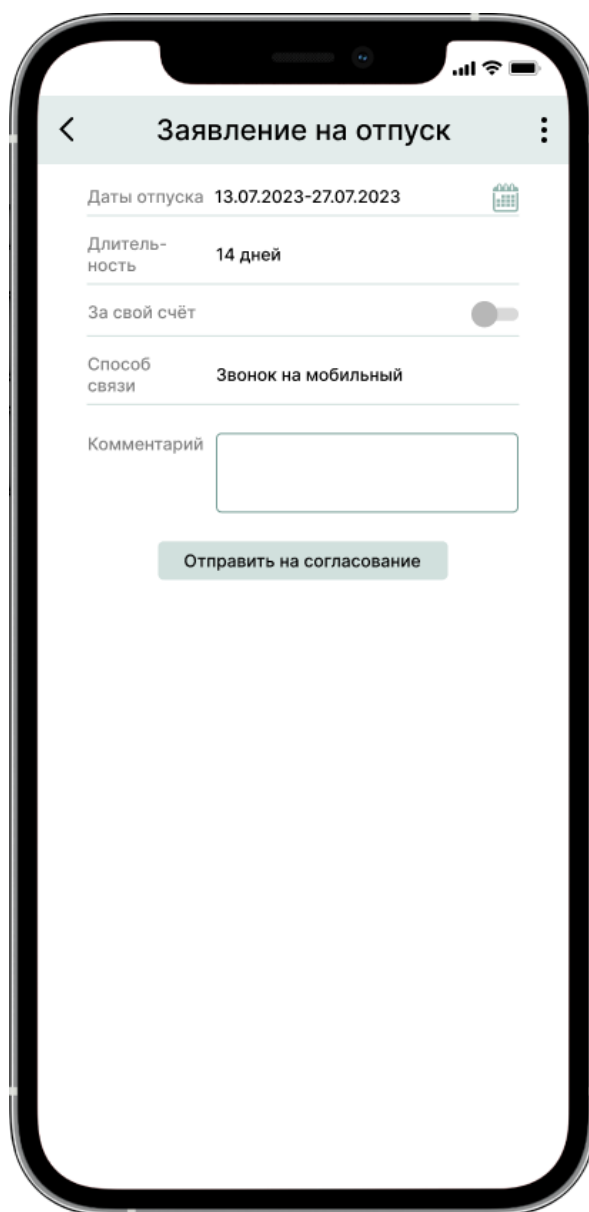 Заявление на отпуск
Даты отпуска 13.07.2023-27.07.2023
Длитель-
ность
14 дней
За свой счёт
Способ
связи
Звонок на мобильный
Комментарий
Отправить на согласование